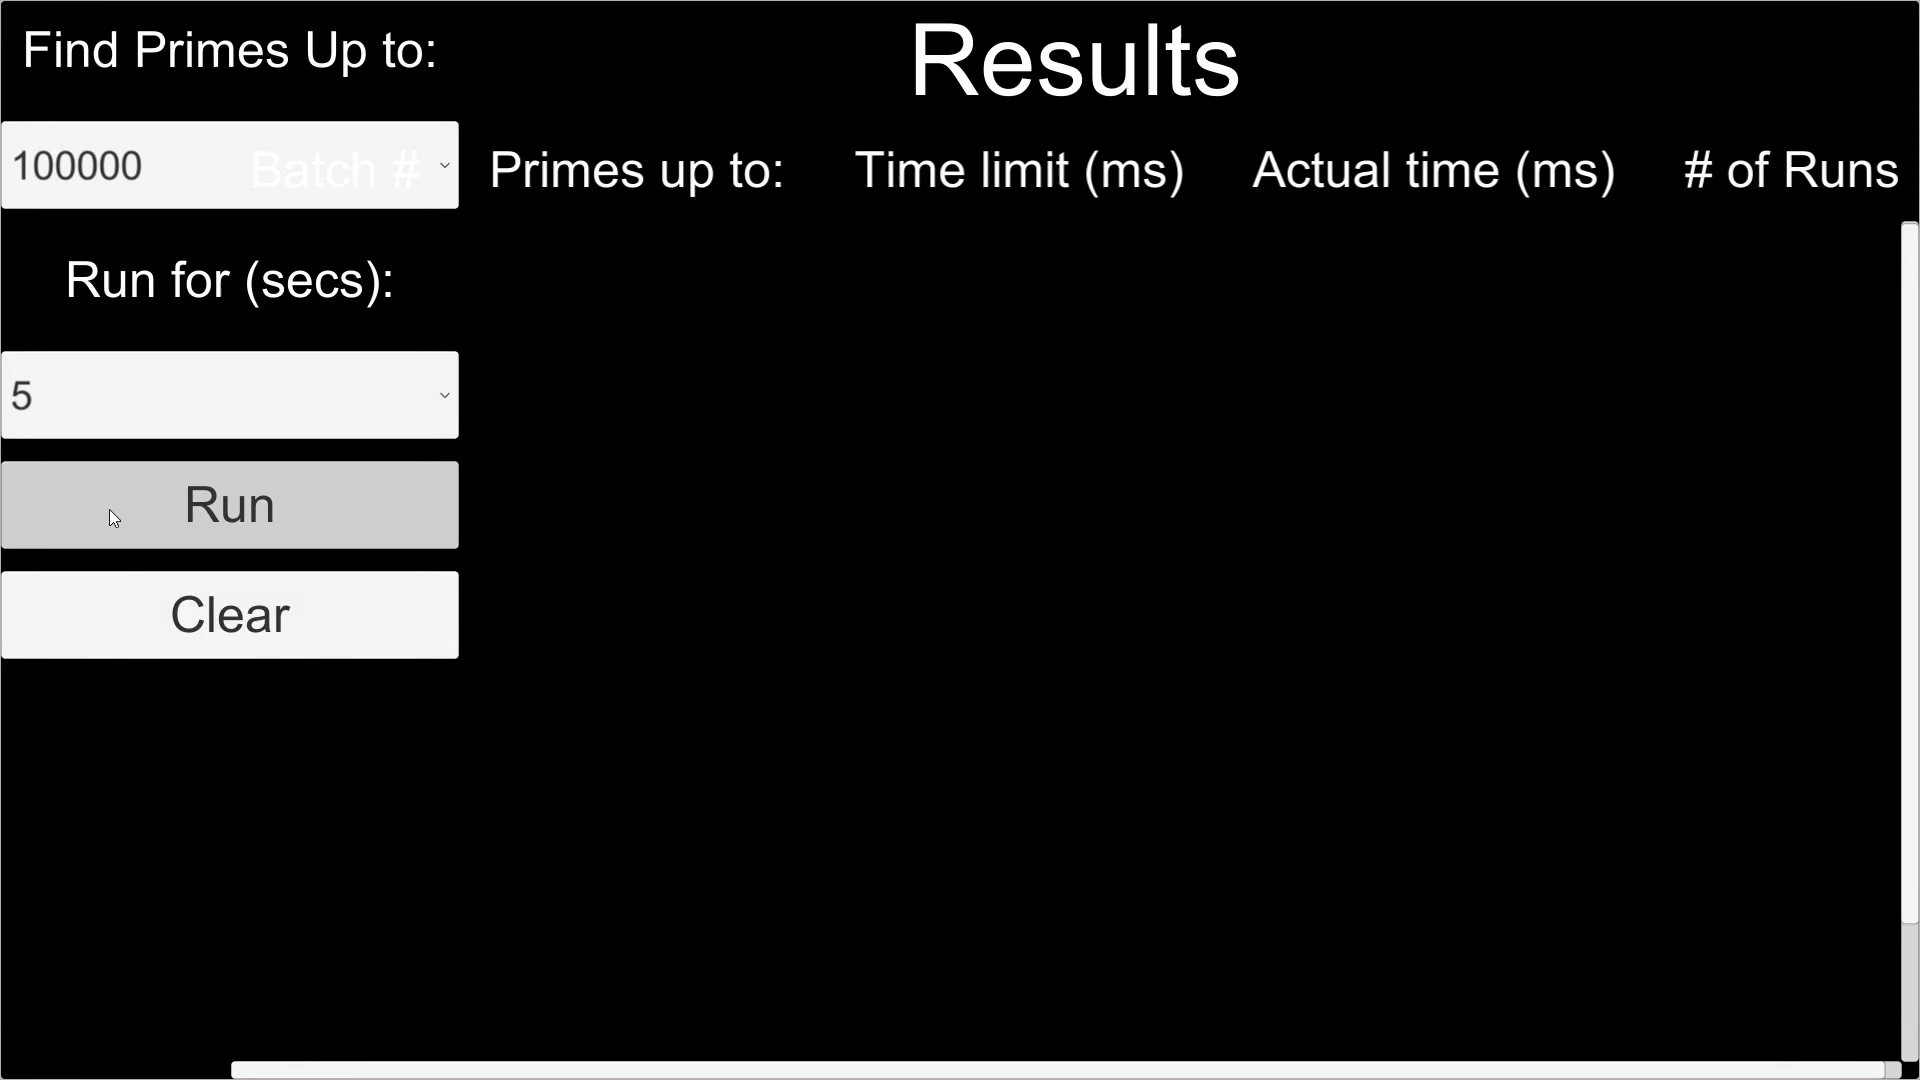 Find Primes Up to:
Results
100000
Batch #
Primes up to:
Time limit (ms)
Actual time (ms)
# of Runs
Run for (secs):
5
Run
Clear